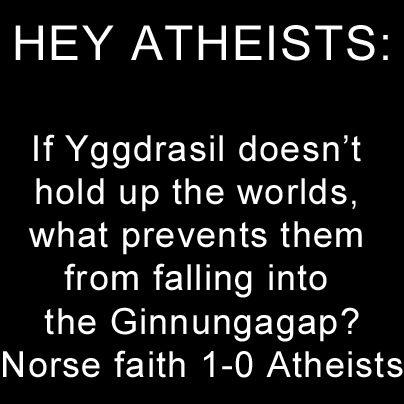 HEY ATHEISTS:
If Yggdrasil doesn't
hold up the worlds,
what prevents them
from falling into
the Ginnungagap?
Norse faith 1-0 Atheists